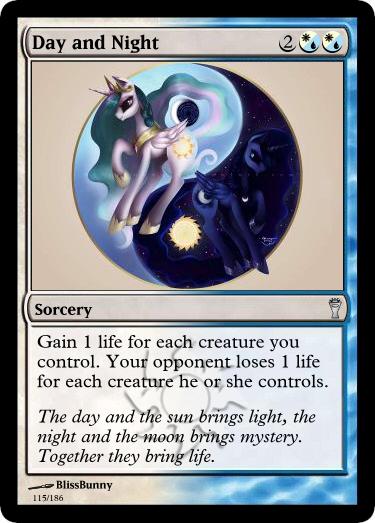 Day and Night 2
Sorcery
Gain 1 life for each creature you
control. Your opponent loses 1 life
for each creature he or she controls.
The day and the sun brings light, the
night and the moon brings mystery.
Together they bring life.
BlissBunny
115/186